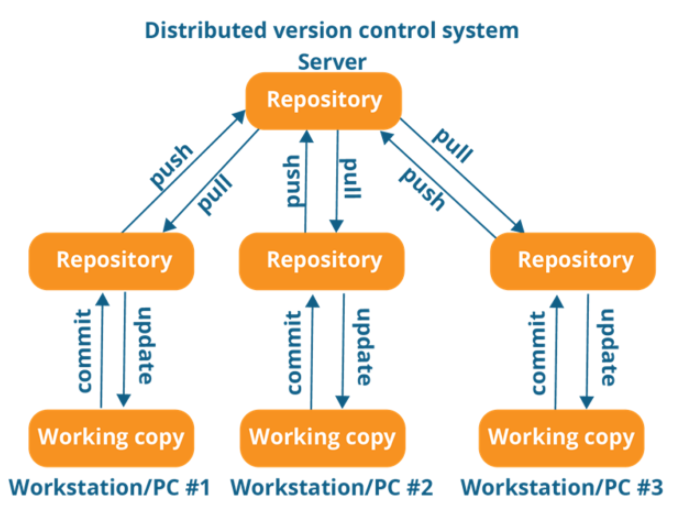 Distributed version control system
Server
Repository
push
pull
push
pull
push
pull
Repository
Repository
Repository
commit
update
commit
update
commit
update
Working copy
Working copy
Working copy
Workstation/PC #1
Workstation/PC #2
Workstation/PC #3